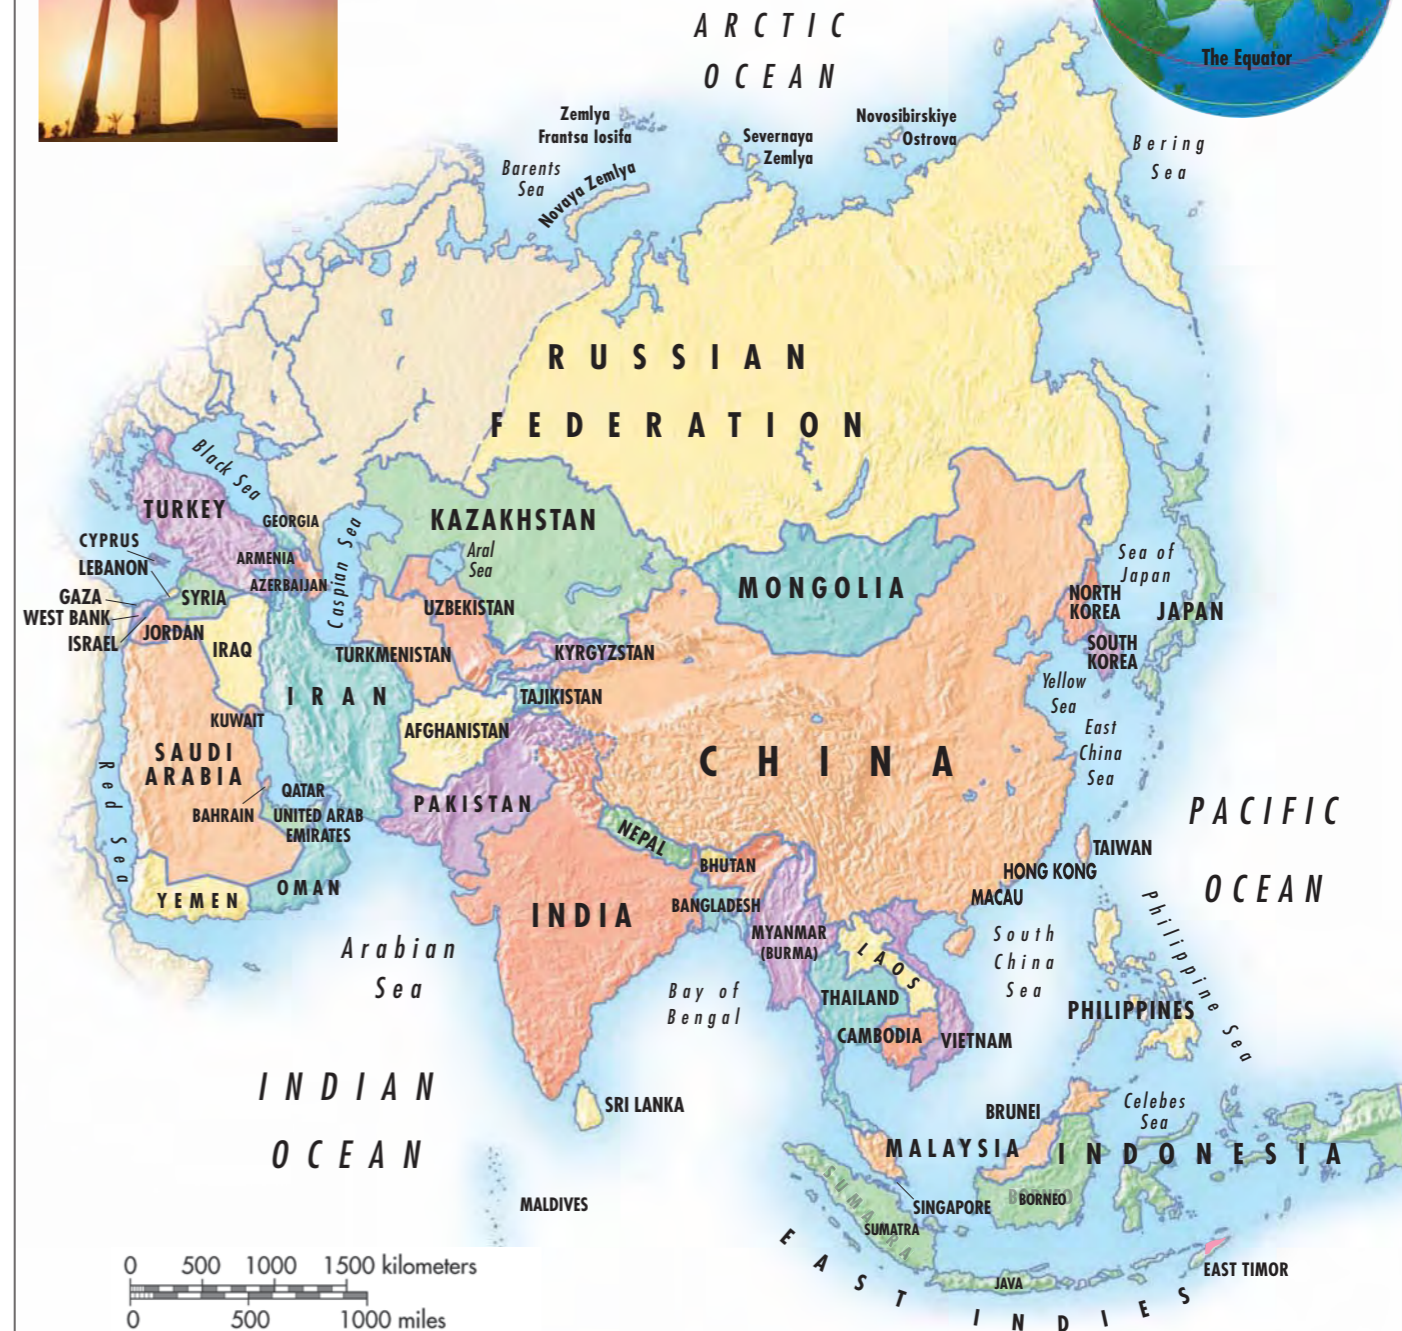 ARCTIC
OCEAN
The Equator
Zemlya
Frantsa Iosifa
Severnaya
Zemlya
Novosibirskiye
Ostrova
Bering
Sea
Barents
Sea
Novaya Zemlya
RUSSIAN
FEDERATION
Black Sea
TURKEY
GEORGIA
Caspian Sea
KAZAKHSTAN
CYPRUS
ARMENIA
Aral
Sea
Sea of
Japan
LEBANON
AZERBAIJAN
MONGOLIA
GAZA
SYRIA
UZBEKISTAN
NORTH
KOREA
JAPAN
WEST BANK
ISRAEL
JORDAN
IRAQ
TURKMENISTAN
KYRGYZSTAN
SOUTH
KOREA
IRAN
TAJIKISTAN
Yellow
Sea
KUWAIT
AFGHANISTAN
East
China
Sea
SAUDI
ARABIA
CHINA
Red Sea
QATAR
BAHRAIN
UNITED ARAB
EMIRATES
PAKISTAN
PACIFIC
OCEAN
NEPAL
BHUTAN
TAIWAN
HONG KONG
MACAU
YEMEN
OMAN
INDIA
BANGLADESH
MYANMAR
(BURMA)
LAOS
South
China
Sea
Philippine Sea
Arabian
Sea
Bay of
Bengal
THAILAND
PHILIPPINES
CAMBODIA
VIETNAM
INDIAN
OCEAN
SRI LANKA
BRUNEI
Celebes
Sea
MALAYSIA
INDONESIA
MALDIVES
SINGAPORE
BORNEO
BORNEO
SUMATRA
SUMATRA
EAST INDIES
EAST TIMOR
JAVA
0 500 1000 1500 kilometers
0 500 1000 miles